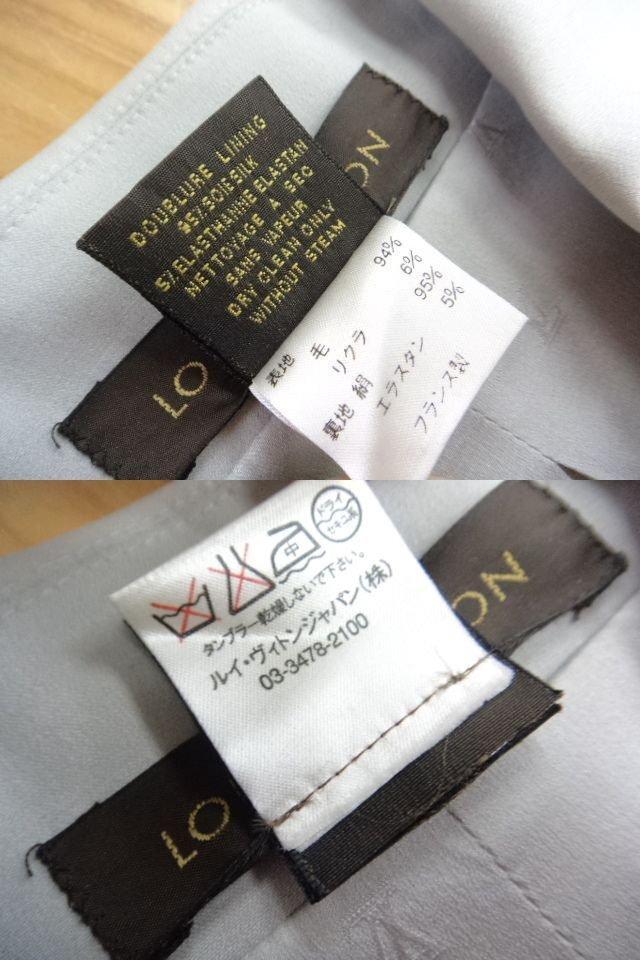 DOUBLURE LINING
95%SOIE SILK
5%ELASTHANNE ELASTAN
NETTOYAGE A SEC
SANS VAPEUR
DRY CLEAN ONLY
WITHOUT STEAM
LO
ON
表地 毛 94%
リクラ 6%
裏地 絹 95%
エラスタン 5%
フランス製
ドライ
セキユ系
中
タンブラー乾燥しないで下さい。
ルイ・ヴィトンジャパン(株)
03-3478-2100
LO
ON